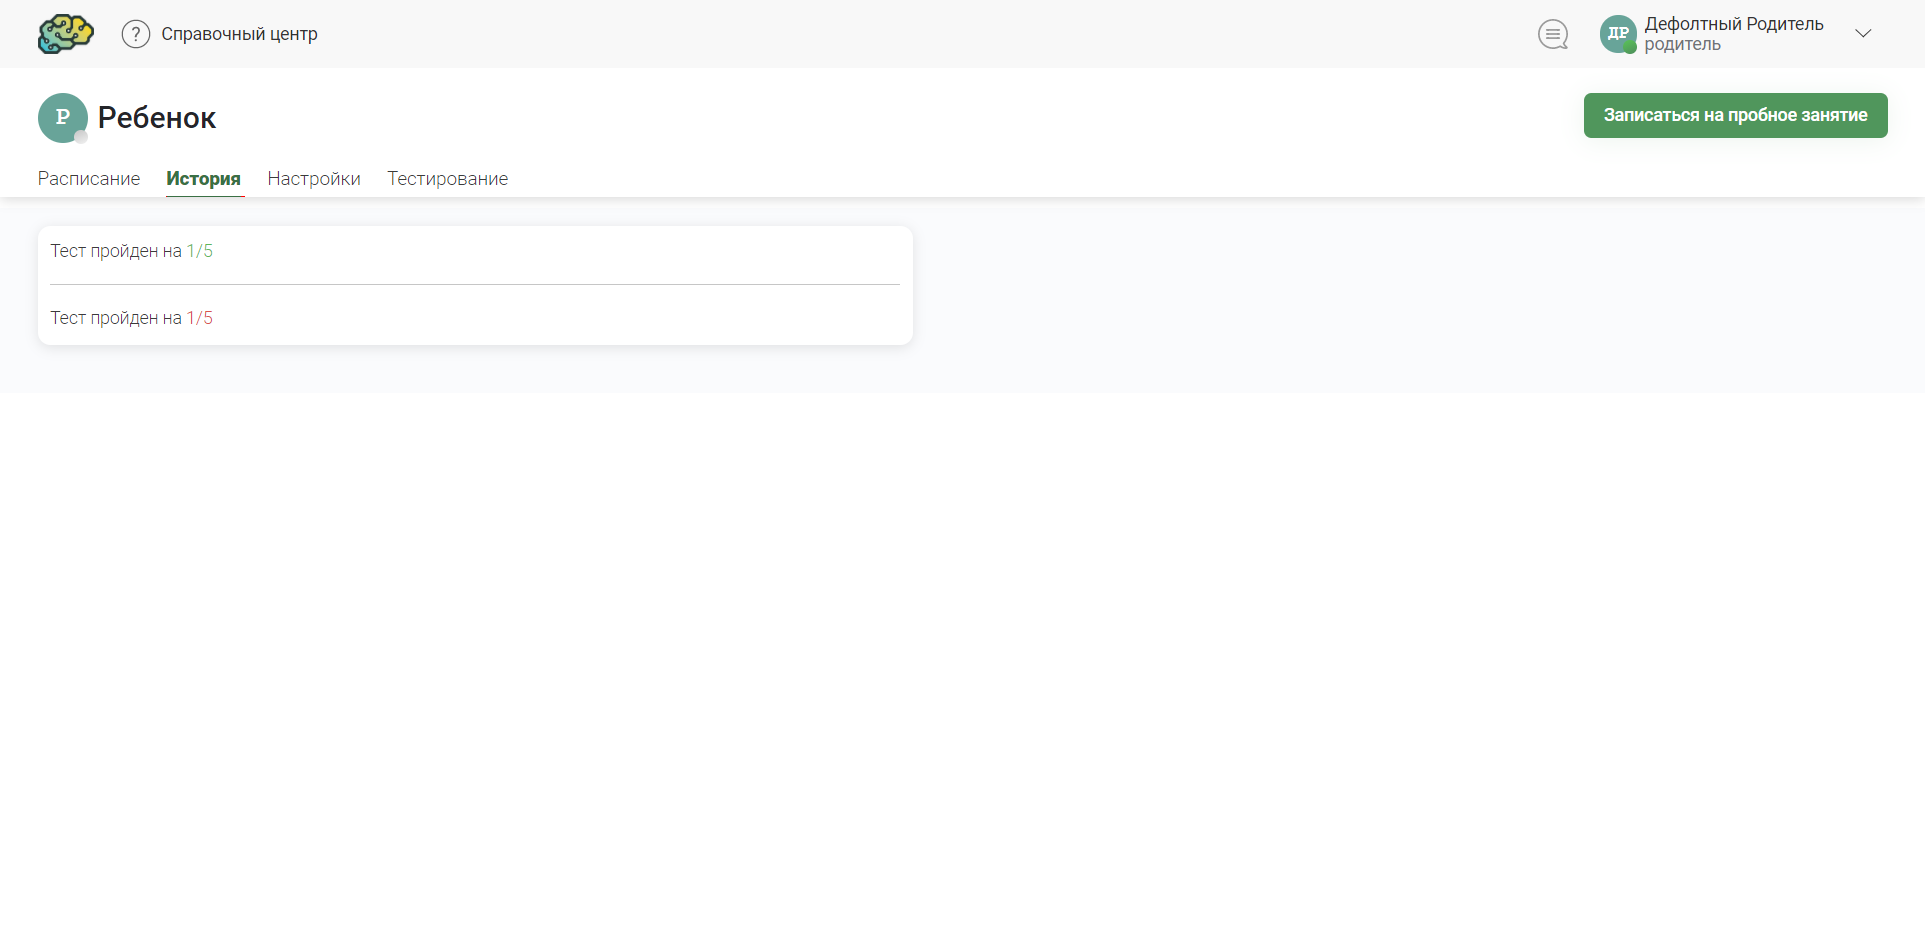 ? Справочный центр
ДР Дефолтный Родитель
родитель
Р Ребенок
Записаться на пробное занятие
Расписание История Настройки Тестирование
Тест пройден на 1/5
Тест пройден на 1/5